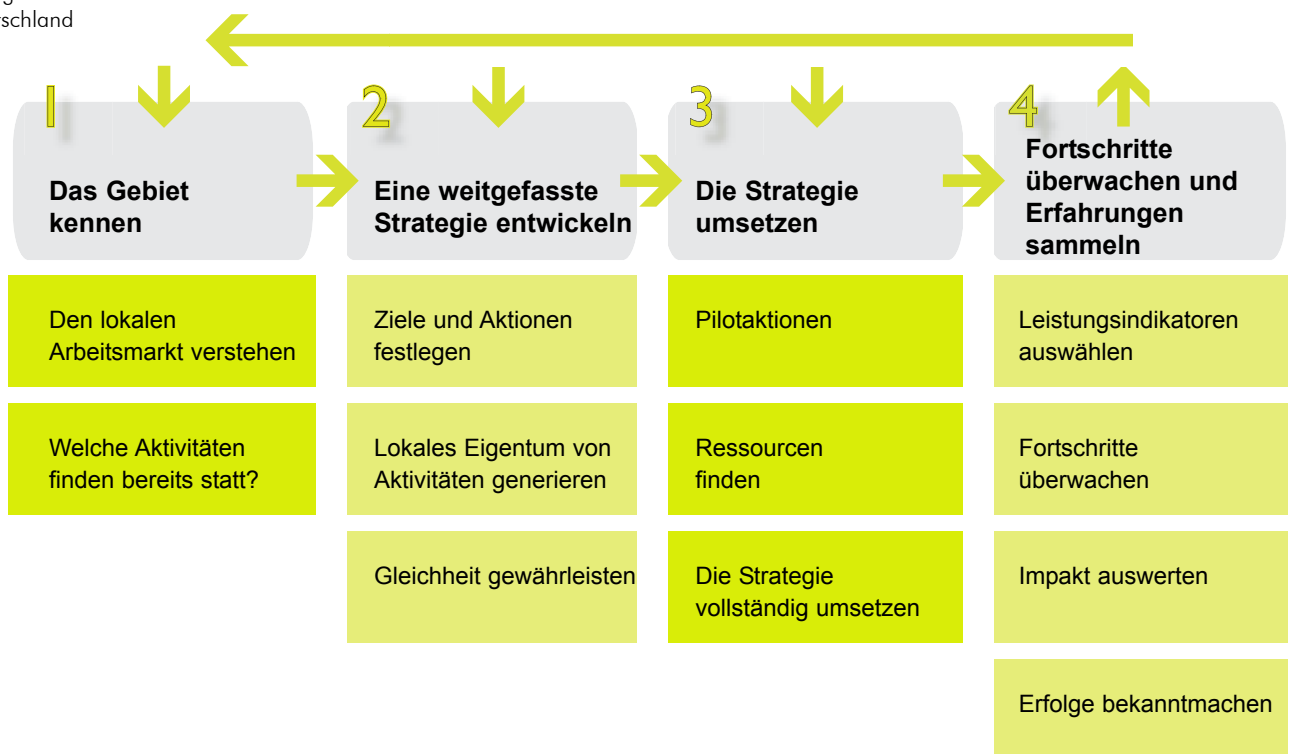 tschland
1
Das Gebiet
kennen
Den lokalen
Arbeitsmarkt verstehen
Welche Aktivitäten
finden bereits statt?
2
Eine weitgefasste
Strategie entwickeln
Ziele und Aktionen
festlegen
Lokales Eigentum von
Aktivitäten generieren
Gleichheit gewährleisten
3
Die Strategie
umsetzen
Pilotaktionen
Ressourcen
finden
Die Strategie
vollständig umsetzen
4
Fortschritte
überwachen und
Erfahrungen
sammeln
Leistungsindikatoren
auswählen
Fortschritte
überwachen
Impakt auswerten
Erfolge bekanntmachen